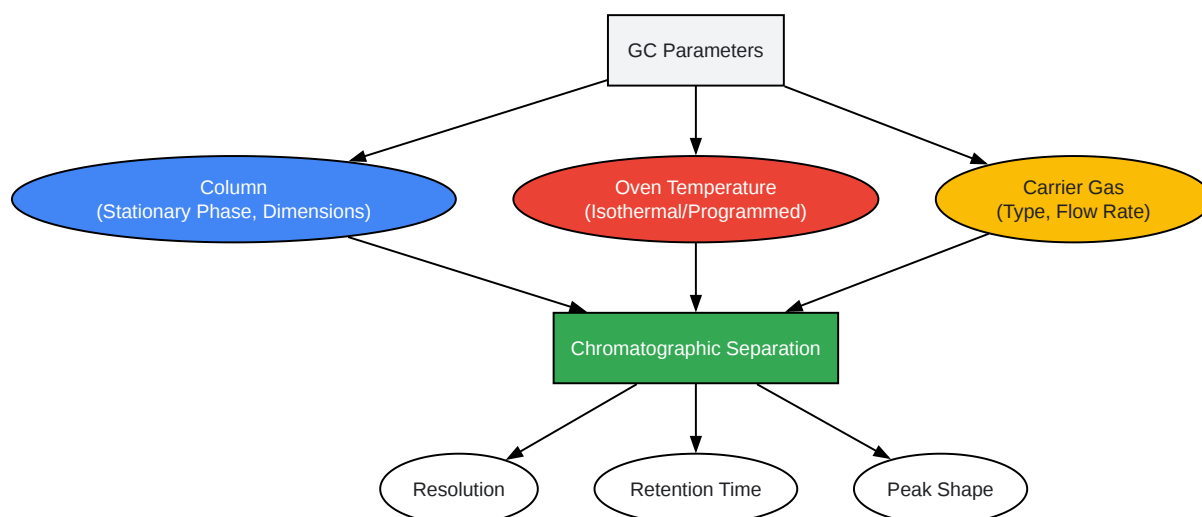 GC Parameters
Column
(Stationary Phase, Dimensions)
Oven Temperature
(Isothermal/Programmed)
Carrier Gas
(Type, Flow Rate)
Chromatographic Separation
Resolution
Retention Time
Peak Shape